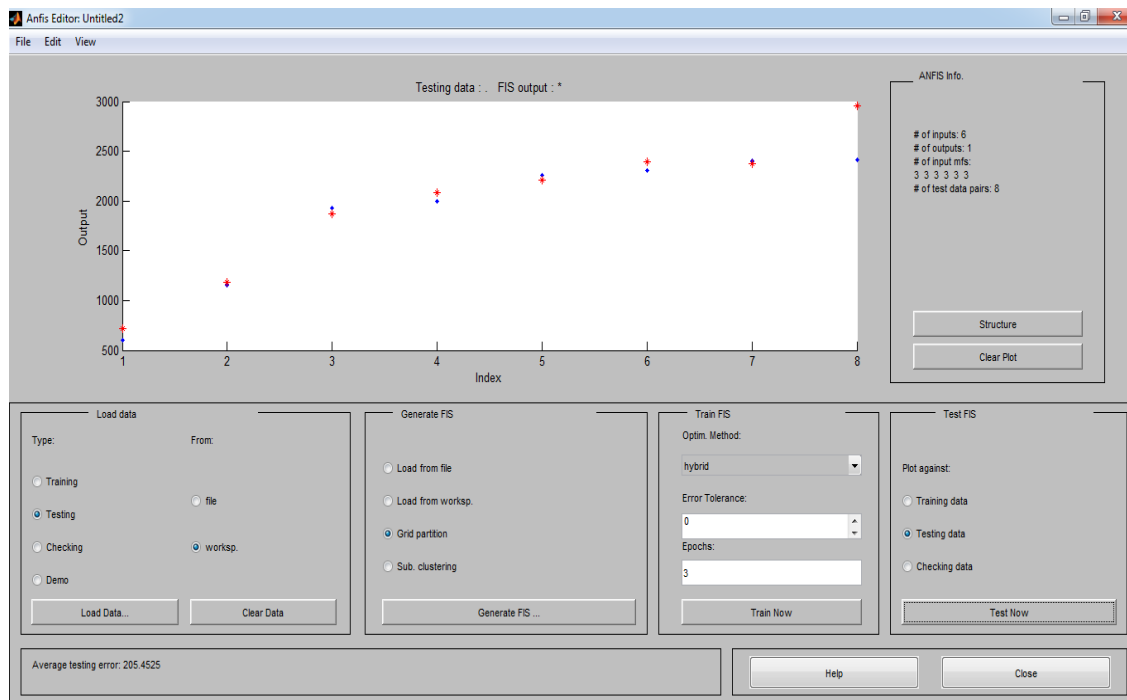 Anfis Editor: Untitled2
File Edit View
Testing data : . FIS output : *
3000
2500
2000
1500
1000
500
Output
1 2 3 4 5 6 7 8
Index
ANFIS Info.
# of inputs: 6
# of outputs: 1
# of input mfs:
3 3 3 3 3 3
# of test data pairs: 8
Structure
Clear Plot
Load data
Type:
From:
Training
Testing
Checking
Demo
file
worksp.
Load Data...
Clear Data
Generate FIS
Load from file
Load from worksp.
Grid partition
Sub. clustering
Generate FIS ...
Train FIS
Optim. Method:
hybrid
Error Tolerance:
0
Epochs:
3
Train Now
Test FIS
Plot against:
Training data
Testing data
Checking data
Test Now
Average testing error: 205.4525
Help
Close